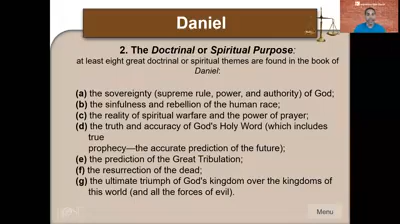 Daniel
2. The Doctrinal or Spiritual Purpose:
at least eight great doctrinal or spiritual themes are found in the book of
Daniel:
(a) the sovereignty (supreme rule, power, and authority) of God;
(b) the sinfulness and rebellion of the human race;
(c) the reality of spiritual warfare and the power of prayer;
(d) the truth and accuracy of God's Holy Word (which includes
true
prophecy—the accurate prediction of the future);
(e) the prediction of the Great Tribulation;
(f) the resurrection of the dead;
(g) the ultimate triumph of God's kingdom over the kingdoms of
this world (and all the forces of evil).
Menu